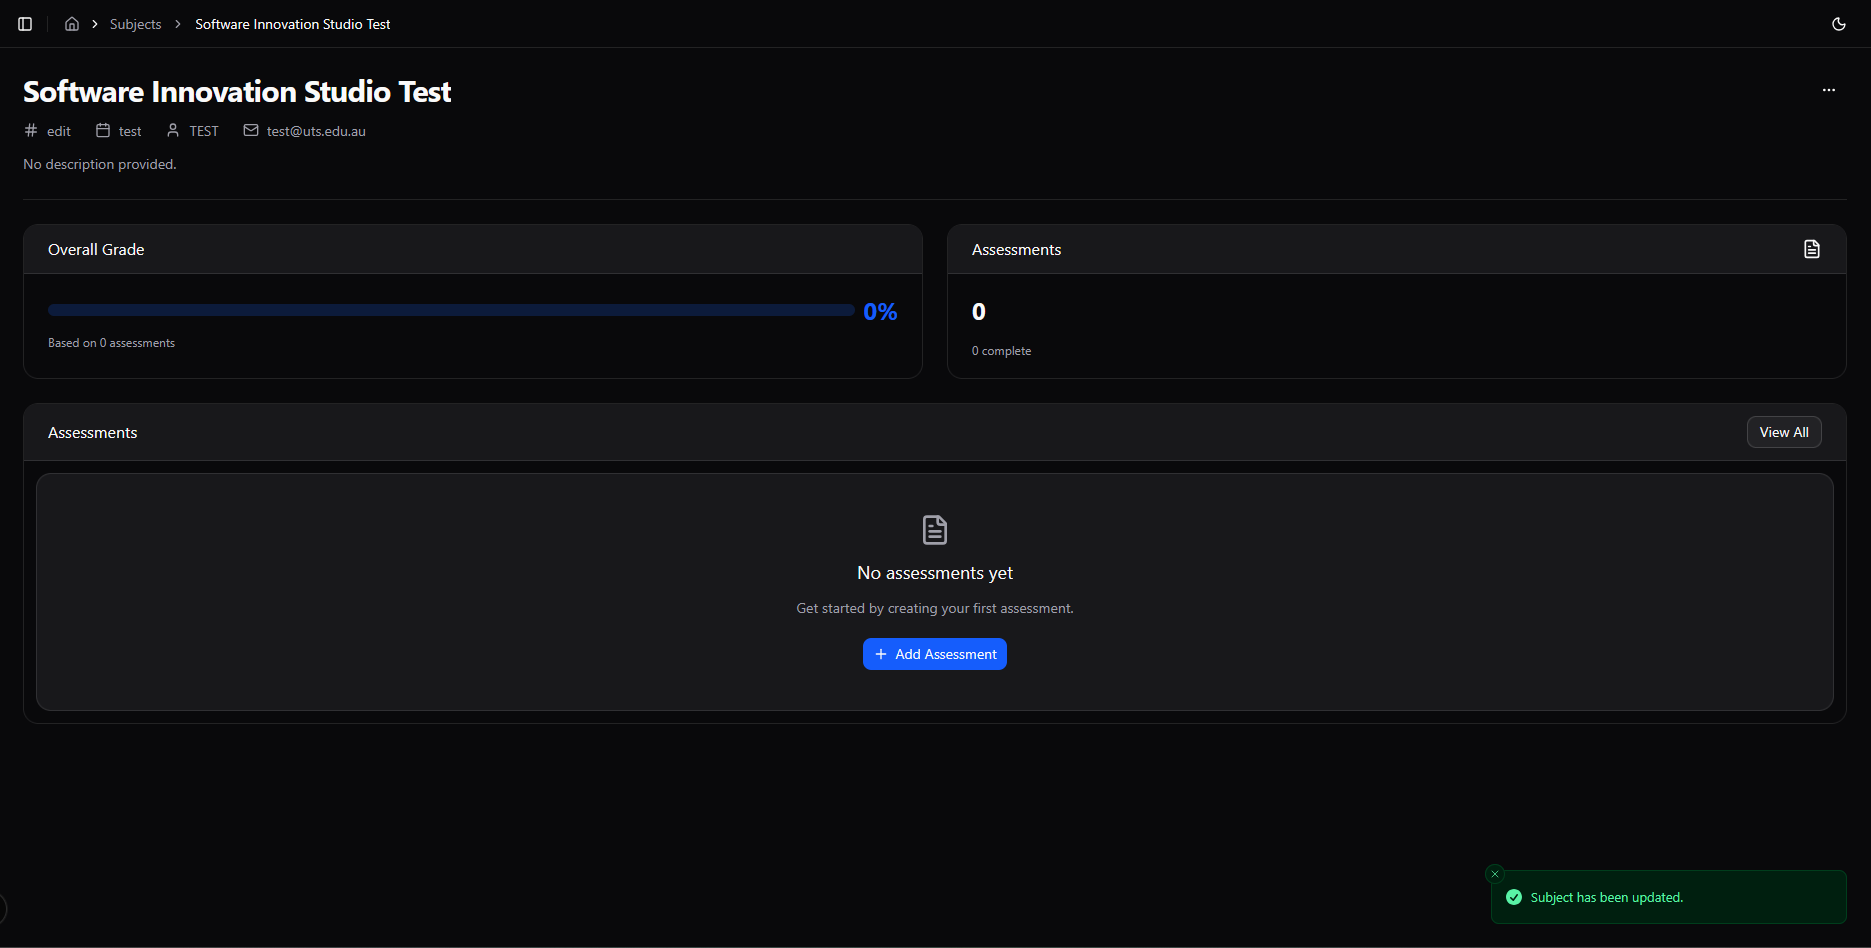 Subjects Software Innovation Studio Test
Software Innovation Studio Test
edit test TEST test@uts.edu.au
No description provided.
Overall Grade
0%
Based on 0 assessments
Assessments
0
0 complete
Assessments
View All
No assessments yet
Get started by creating your first assessment.
Add Assessment
Subject has been updated.